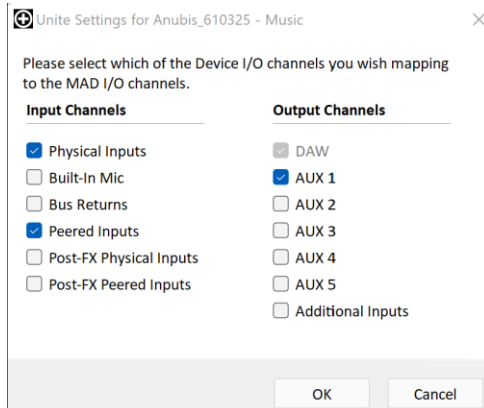 Unite Settings for Anubis_610325 - Music
Please select which of the Device I/O channels you wish mapping
to the MAD I/O channels.
Input Channels
Physical Inputs
Built-In Mic
Bus Returns
Peered Inputs
Post-FX Physical Inputs
Post-FX Peered Inputs
Output Channels
DAW
AUX 1
AUX 2
AUX 3
AUX 4
AUX 5
Additional Inputs
OK
Cancel